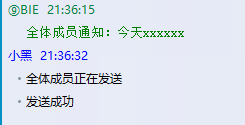 @BIE 21:36:15
全体成员通知：今天xxxxxx
小黑 21:36:32
• 全体成员正在发送
• 发送成功